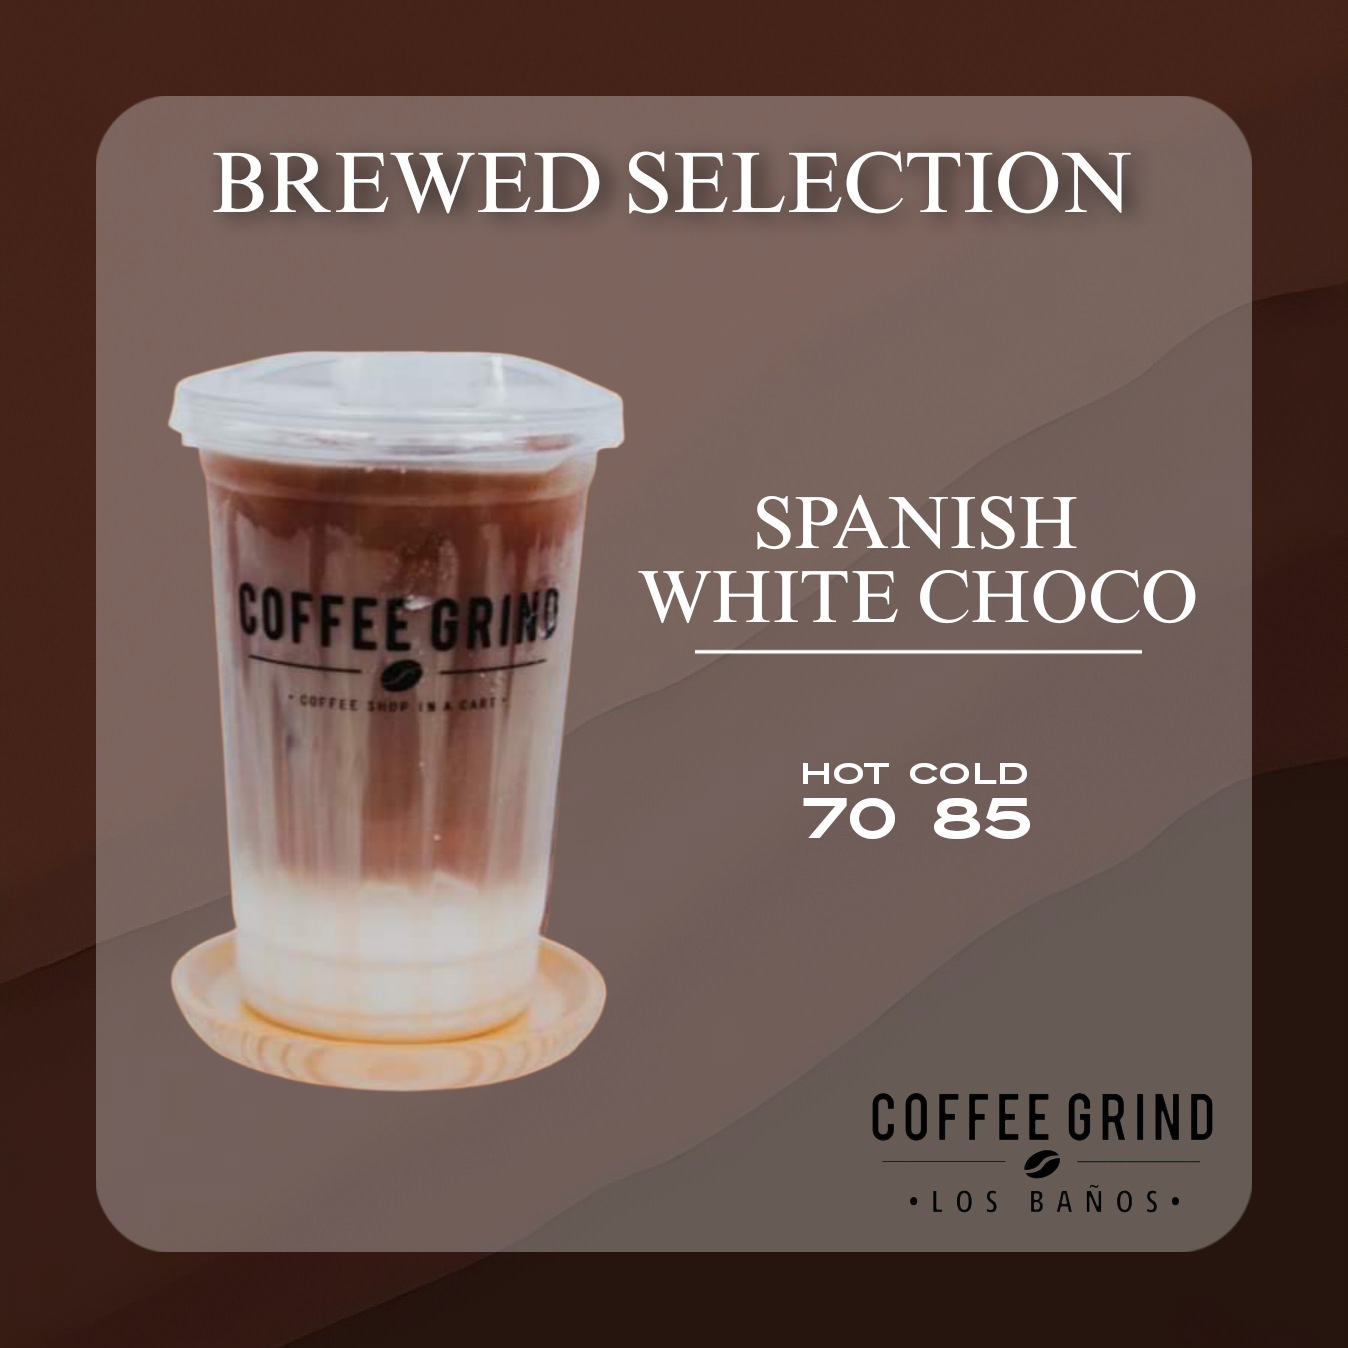 BREWED SELECTION
COFFEE GRIND
• COFFEE SHOP IN A CART •
SPANISH
WHITE CHOCO
HOT COLD
70 85
COFFEE GRIND
• LOS BAÑOS •